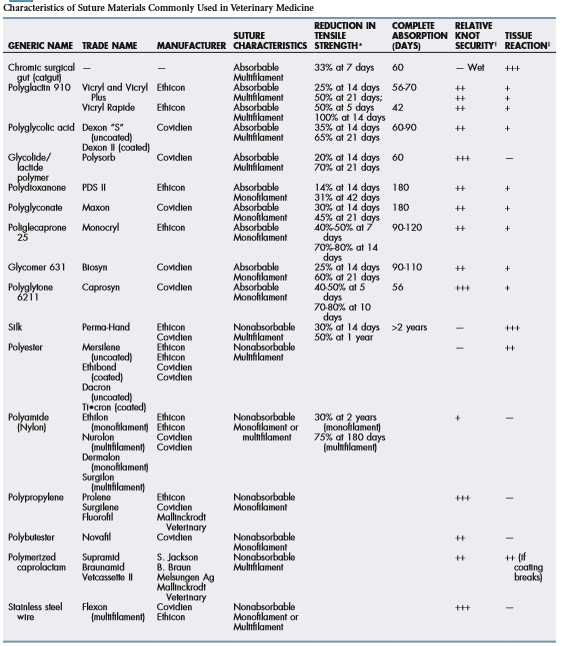 Characteristics of Suture Materials Commonly Used in Veterinary Medicine
REDUCTION IN COMPLETE RELATIVE
SUTURE TENSILE ABSORPTION KNOT TISSUE
GENERIC NAME TRADE NAME MANUFACTURER CHARACTERISTICS STRENGTH* (DAYS) SECURITY† REACTION‡
Chromic surgical — — Absorbable 33% at 7 days 60 — Wet +++
gut (catgut) Multifilament
Polyglactin 910 Vicryl and Vicryl Ethicon Absorbable 25% at 14 days 56-70 ++ +
Plus Multifilament 50% at 21 days; ++ +
Vicryl Rapide Ethicon Absorbable 50% at 5 days 42 ++ +
Multifilament 100% at 14 days
Polyglycolic acid Dexon "S" Covidien Absorbable 35% at 14 days 60-90 ++ +
(uncoated) Multifilament 65% at 21 days
Dexon II (coated)
Glycolide/ Polysorb Covidien Absorbable 20% at 14 days 60 +++ —
lactide Multifilament 70% at 21 days
polymer
Polydioxanone PDS II Ethicon Absorbable 14% at 14 days 180 ++ +
Monofilament 31% at 42 days
Polyglyconate Maxon Covidien Absorbable 30% at 14 days 180 ++ +
Monofilament 45% at 21 days
Poliglecaprone Monocryl Ethicon Absorbable 40%-50% at 7 90-120 ++ +
25 Monofilament days
70%-80% at 14
days
Glycomer 631 Biosyn Covidien Absorbable 25% at 14 days 90-110 ++ +
Monofilament 60% at 21 days
Polyglytone Caprosyn Covidien Absorbable 40-50% at 5 56 +++ +
6211 Monofilament days
70-80% at 10
days
Silk Perma-Hand Ethicon Nonabsorbable 30% at 14 days >2 years — +++
Covidien Multifilament 50% at 1 year
Polyester Mersilene Ethicon Nonabsorbable — ++
(uncoated) Ethicon Multifilament
Ethibond Covidien
(coated) Covidien
Dacron
(uncoated)
Ti•cron (coated)
Polyamide Ethilon Ethicon Nonabsorbable 30% at 2 years + —
(Nylon) (monofilament) Ethicon Monofilament or (monofilament)
Nurolon Covidien multifilament 75% at 180 days
(multifilament) Covidien (multifilament)
Dermalon
(monofilament)
Surgilon
(multifilament)
Polypropylene Prolene Ethicon Nonabsorbable +++ —
Surgilene Covidien Monofilament
Fluorofil Mallinckrodt
Veterinary
Polybutester Novafil Covidien Nonabsorbable ++ —
Monofilament
Polymerized Supramid S. Jackson Nonabsorbable ++ ++ (if
caprolactam Braunamid B. Braun Multifilament coating
Vetcassette II Melsungen Ag breaks)
Mallinckrodt
Veterinary
Stainless steel Flexon Covidien Nonabsorbable +++ —
wire (multifilament) Ethicon Monofilament or
Multifilament